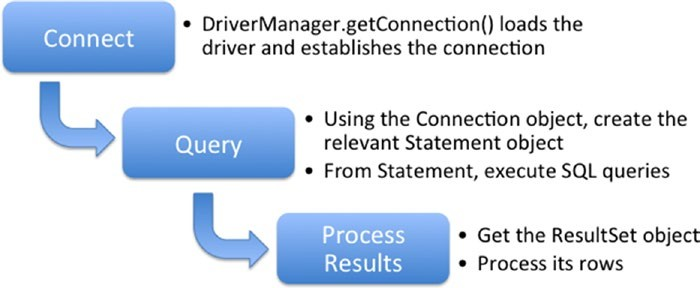 Connect
• DriverManager.getConnection() loads the
driver and establishes the connection
Query
• Using the Connection object, create the
relevant Statement object
• From Statement, execute SQL queries
Process
Results
• Get the ResultSet object
• Process its rows